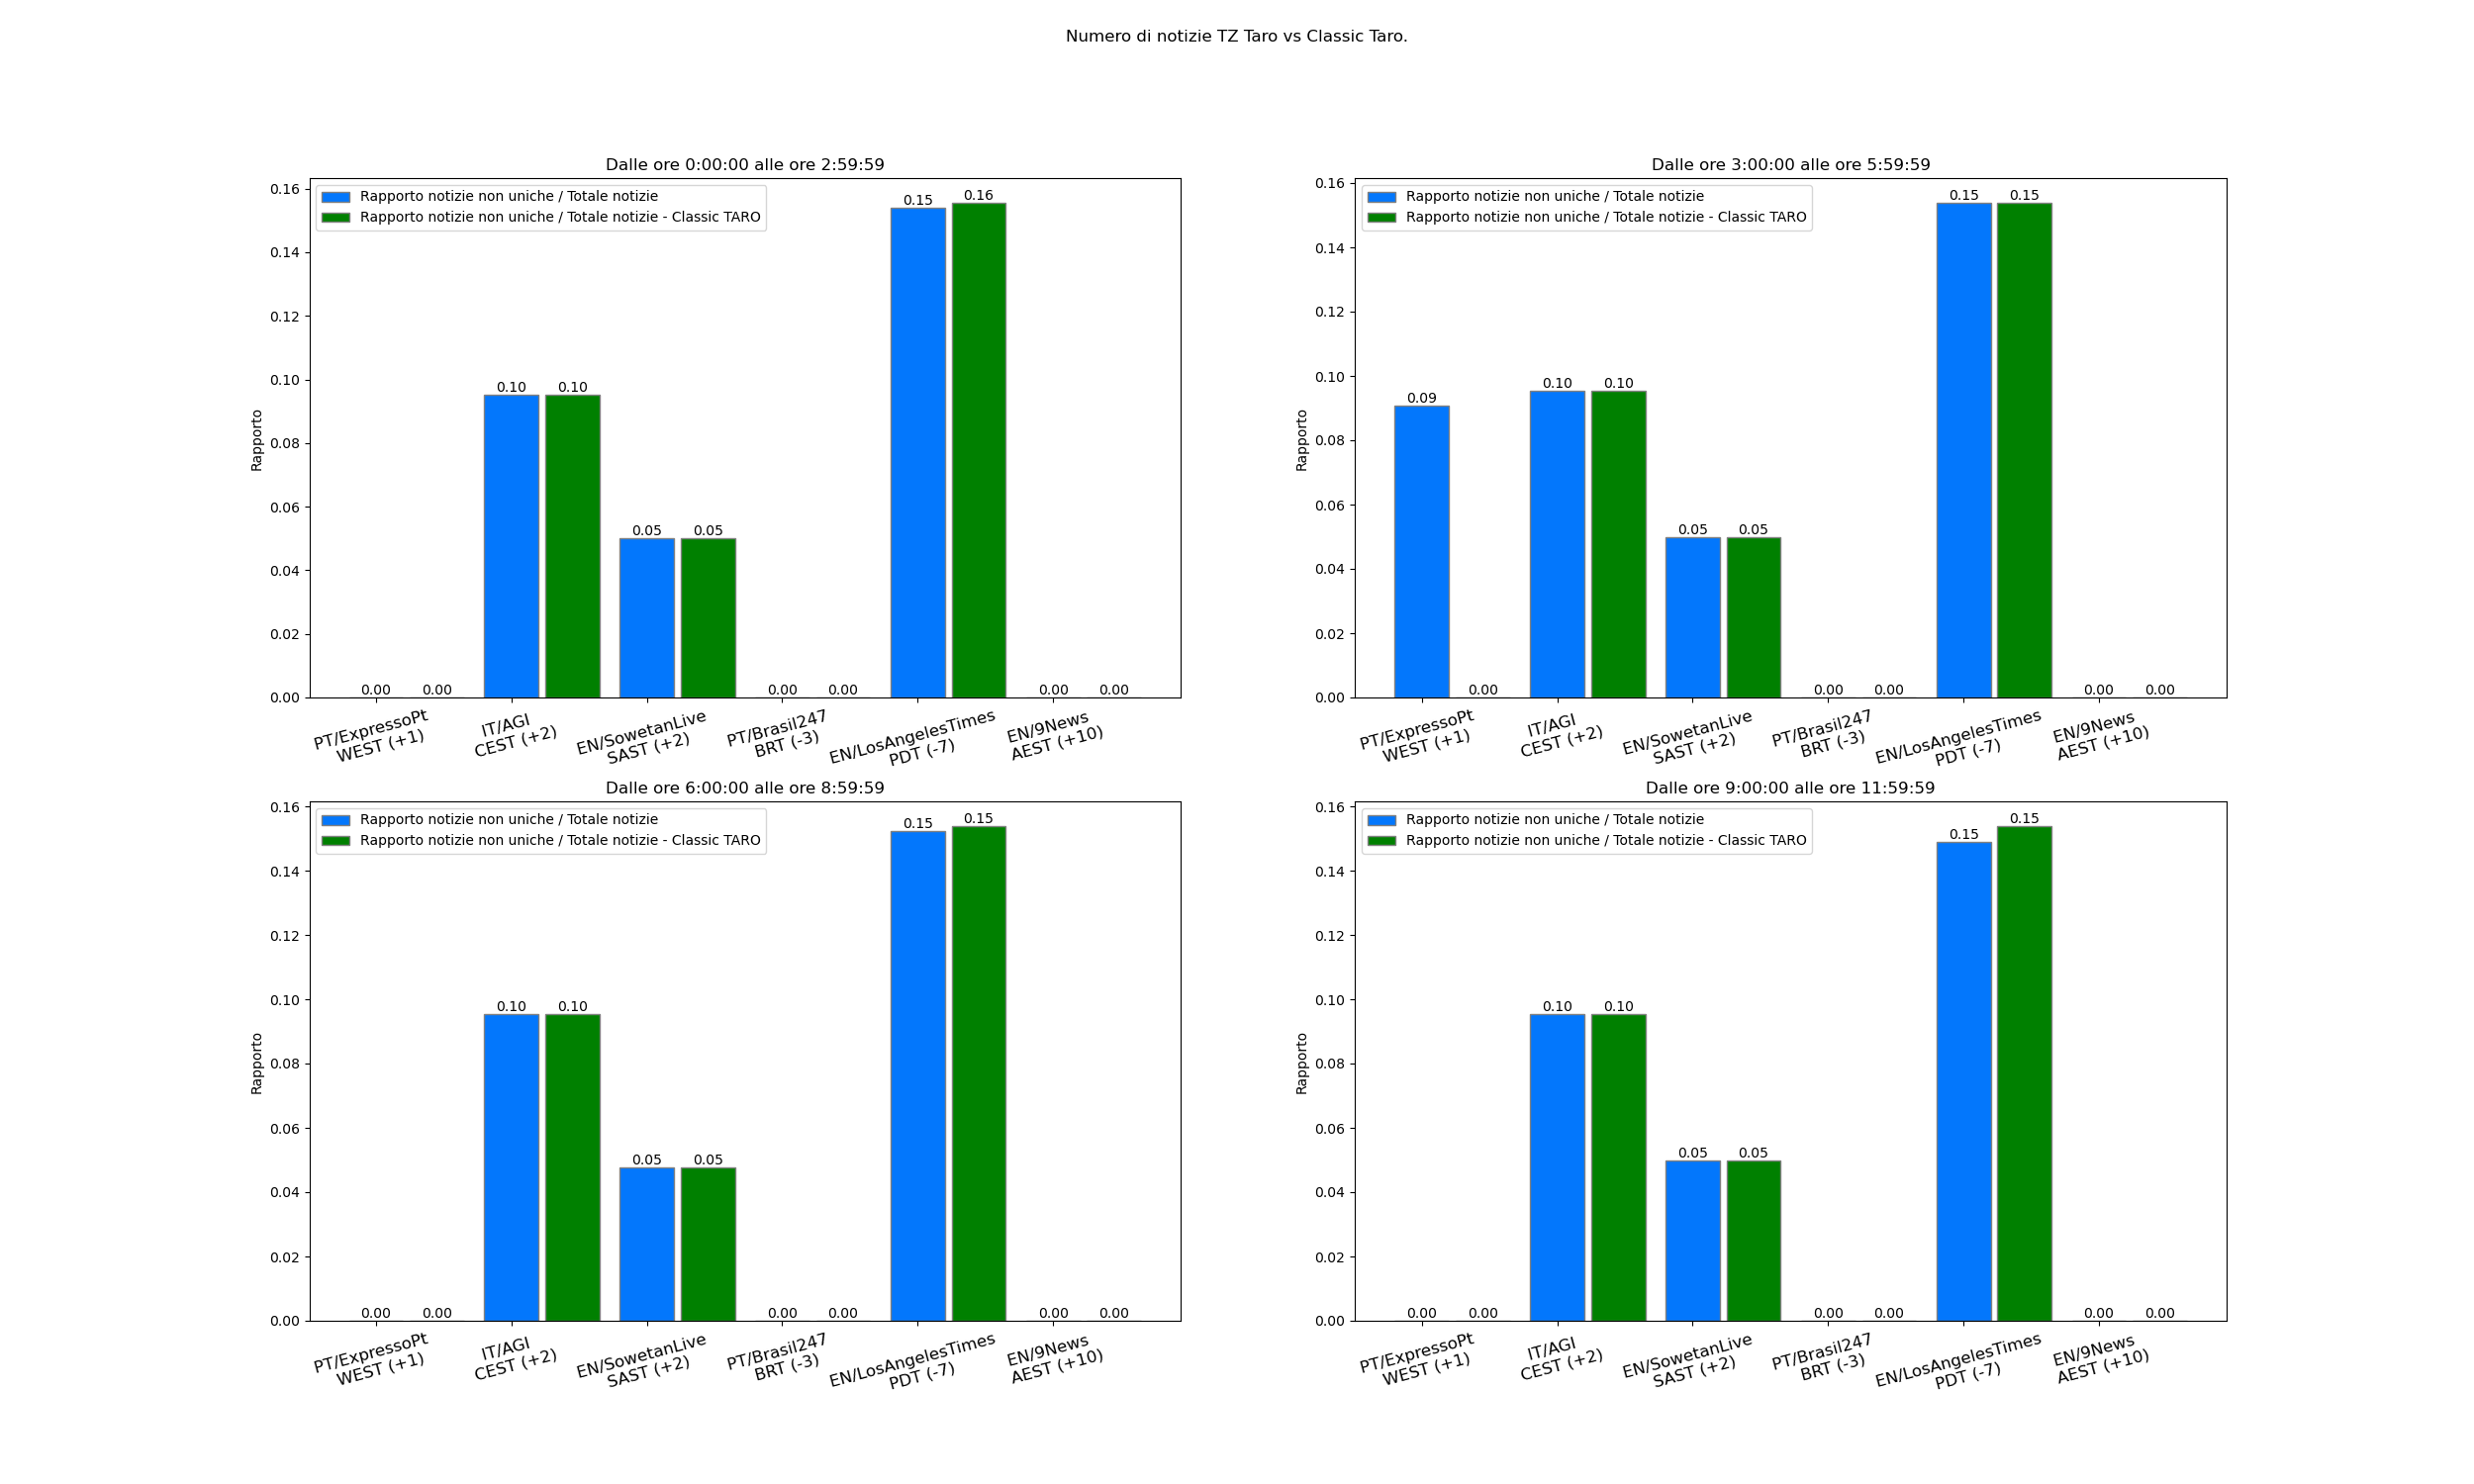 Numero di notizie TZ Taro vs Classic Taro.
Dalle ore 0:00:00 alle ore 2:59:59
Rapporto notizie non uniche / Totale notizie
Rapporto notizie non uniche / Totale notizie - Classic TARO
Rapporto
0.16
0.14
0.12
0.10
0.08
0.06
0.04
0.02
0.00
0.00 0.00 0.10 0.10 0.05 0.05 0.00 0.00 0.15 0.16 0.00 0.00
PT/ExpressoPt
WEST (+1)
IT/AGI
CEST (+2)
EN/SowetanLive
SAST (+2)
PT/Brasil247
BRT (-3)
EN/LosAngelesTimes
PDT (-7)
EN/9News
AEST (+10)
Dalle ore 3:00:00 alle ore 5:59:59
Rapporto notizie non uniche / Totale notizie
Rapporto notizie non uniche / Totale notizie - Classic TARO
Rapporto
0.16
0.14
0.12
0.10
0.08
0.06
0.04
0.02
0.00
0.09 0.00 0.10 0.10 0.05 0.05 0.00 0.00 0.15 0.15 0.00 0.00
PT/ExpressoPt
WEST (+1)
IT/AGI
CEST (+2)
EN/SowetanLive
SAST (+2)
PT/Brasil247
BRT (-3)
EN/LosAngelesTimes
PDT (-7)
EN/9News
AEST (+10)
Dalle ore 6:00:00 alle ore 8:59:59
Rapporto notizie non uniche / Totale notizie
Rapporto notizie non uniche / Totale notizie - Classic TARO
Rapporto
0.16
0.14
0.12
0.10
0.08
0.06
0.04
0.02
0.00
0.00 0.00 0.10 0.10 0.05 0.05 0.00 0.00 0.15 0.15 0.00 0.00
PT/ExpressoPt
WEST (+1)
IT/AGI
CEST (+2)
EN/SowetanLive
SAST (+2)
PT/Brasil247
BRT (-3)
EN/LosAngelesTimes
PDT (-7)
EN/9News
AEST (+10)
Dalle ore 9:00:00 alle ore 11:59:59
Rapporto notizie non uniche / Totale notizie
Rapporto notizie non uniche / Totale notizie - Classic TARO
Rapporto
0.16
0.14
0.12
0.10
0.08
0.06
0.04
0.02
0.00
0.00 0.00 0.10 0.10 0.05 0.05 0.00 0.00 0.15 0.15 0.00 0.00
PT/ExpressoPt
WEST (+1)
IT/AGI
CEST (+2)
EN/SowetanLive
SAST (+2)
PT/Brasil247
BRT (-3)
EN/LosAngelesTimes
PDT (-7)
EN/9News
AEST (+10)